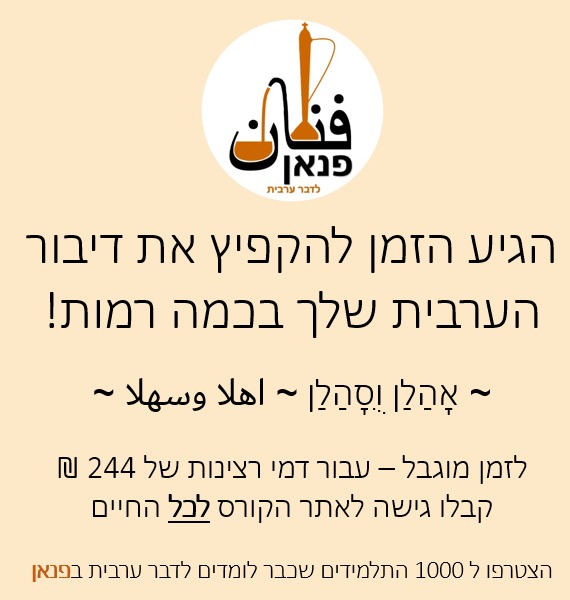 فنان
פנאן
לדבר ערבית
הגיע הזמן להקפיץ את דיבור
הערבית שלך בכמה רמות!
~ אָהַלַן וִסָהַלַן ~ اهلا وسهلا ~
לזמן מוגבל – עבור דמי רצינות של 244 ₪
קבלו גישה לאתר הקורס לכל החיים
הצטרפו ל 1000 התלמידים שכבר לומדים לדבר ערבית בפנאן